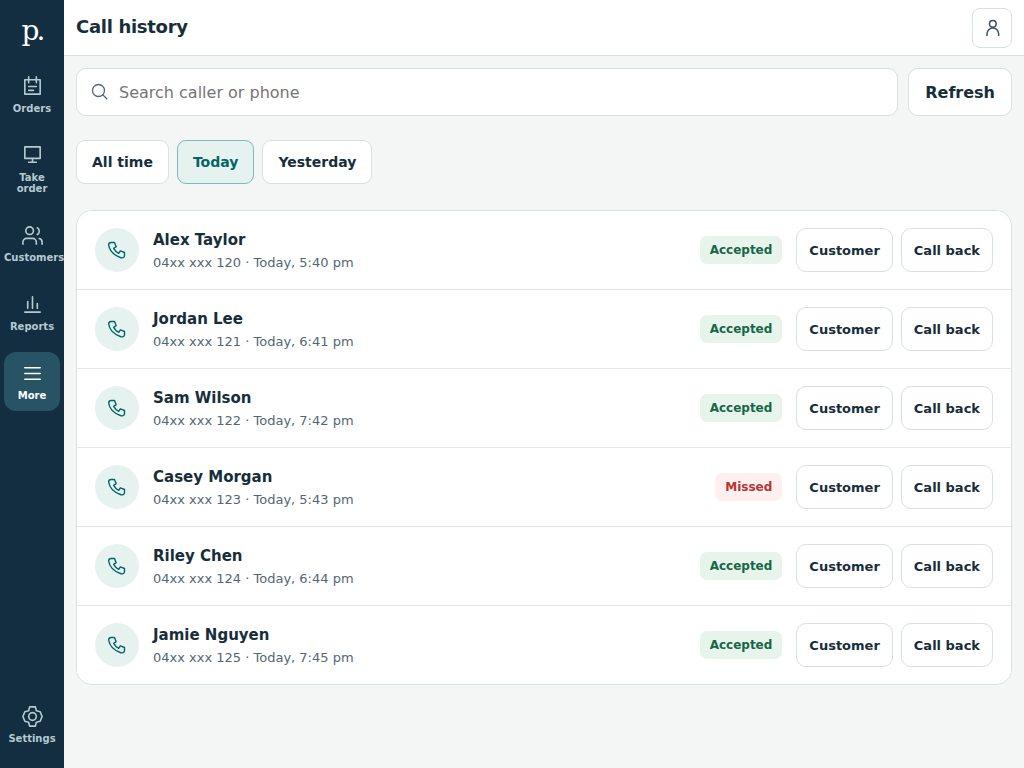 p.
Call history
Orders
Take
order
Customers
Reports
More
Settings
Search caller or phone
Refresh
All time
Today
Yesterday
Alex Taylor
04xx xxx 120 · Today, 5:40 pm
Accepted
Customer
Call back
Jordan Lee
04xx xxx 121 · Today, 6:41 pm
Accepted
Customer
Call back
Sam Wilson
04xx xxx 122 · Today, 7:42 pm
Accepted
Customer
Call back
Casey Morgan
04xx xxx 123 · Today, 5:43 pm
Missed
Customer
Call back
Riley Chen
04xx xxx 124 · Today, 6:44 pm
Accepted
Customer
Call back
Jamie Nguyen
04xx xxx 125 · Today, 7:45 pm
Accepted
Customer
Call back